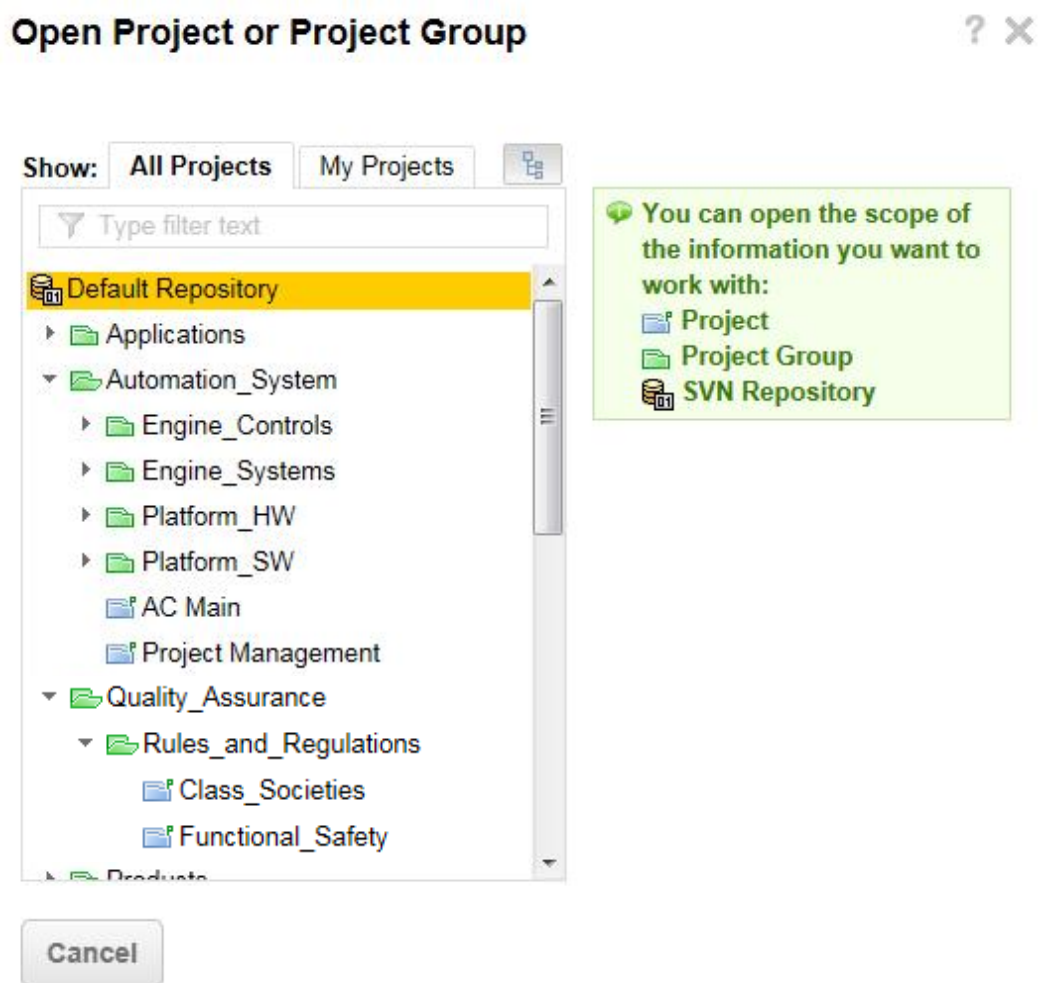 Open Project or Project Group
?
Show: All Projects My Projects
Type filter text
Default Repository
Applications
Automation_System
Engine_Controls
Engine_Systems
Platform_HW
Platform_SW
AC Main
Project Management
Quality_Assurance
Rules_and_Regulations
Class_Societies
Functional_Safety
Products
You can open the scope of
the information you want to
work with:
Project
Project Group
SVN Repository
Cancel